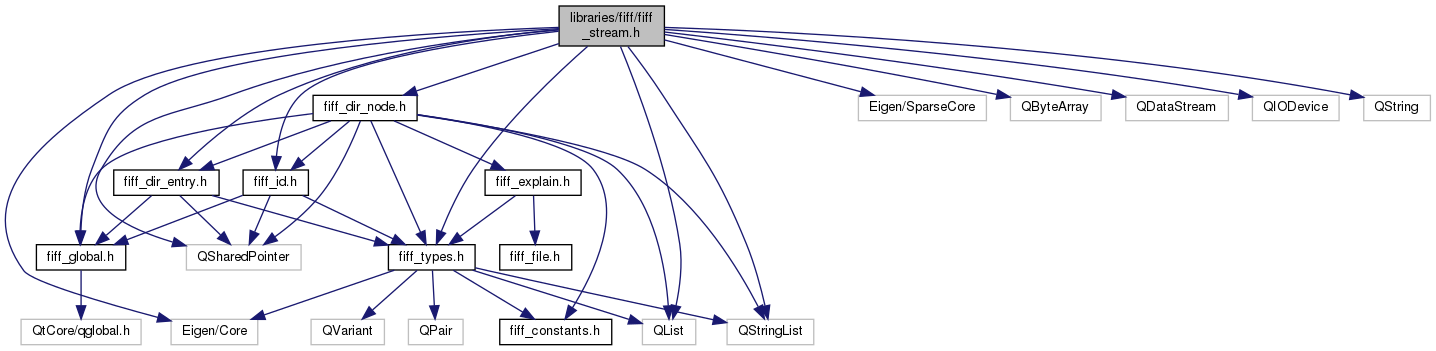 libraries/fiff/fiff
_stream.h
fiff_dir_node.h
Eigen/SparseCore
QByteArray
QDataStream
QIODevice
QString
fiff_dir_entry.h
fiff_id.h
fiff_explain.h
fiff_global.h
QSharedPointer
fiff_types.h
fiff_file.h
QtCore/qglobal.h
Eigen/Core
QVariant
QPair
fiff_constants.h
QList
QStringList